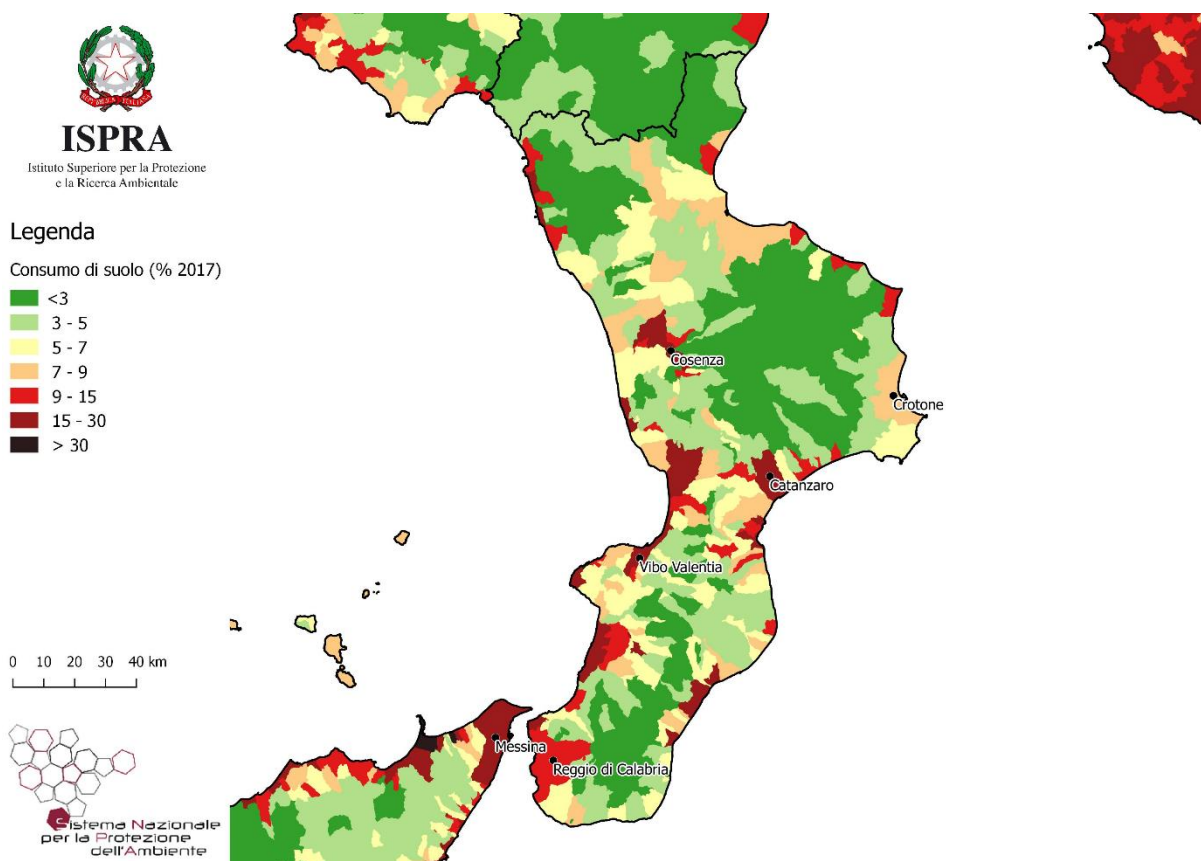 REPVBBLICA ITALIANA
ISPRA
Istituto Superiore per la Protezione
e la Ricerca Ambientale
Legenda
Consumo di suolo (% 2017)
<3
3 - 5
5 - 7
7 - 9
9 - 15
15 - 30
> 30
Cosenza
Crotone
Catanzaro
Vibo Valentia
Messina
Reggio di Calabria
0 10 20 30 40 km
Sistema Nazionale
per la Protezione
dell'Ambiente